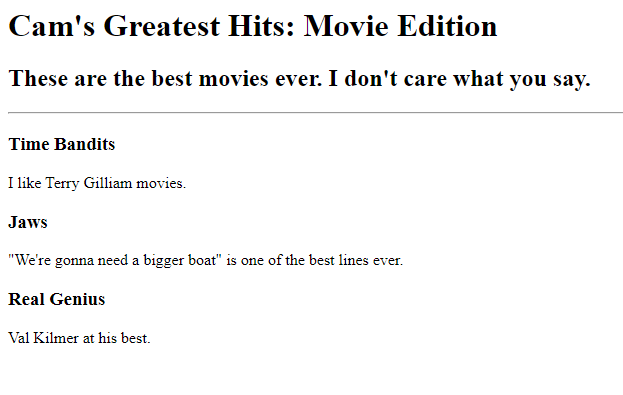 Cam's Greatest Hits: Movie Edition
These are the best movies ever. I don't care what you say.
Time Bandits
I like Terry Gilliam movies.
Jaws
"We're gonna need a bigger boat" is one of the best lines ever.
Real Genius
Val Kilmer at his best.